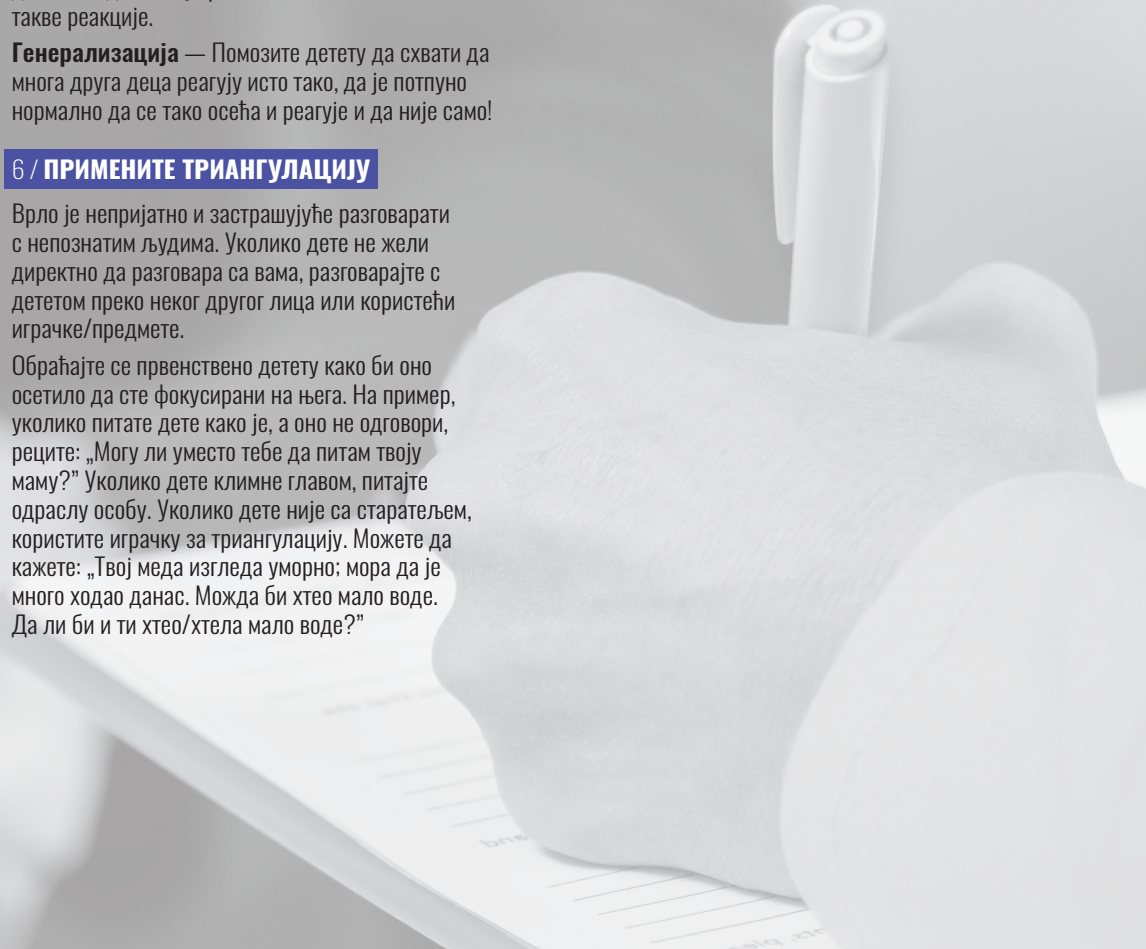 такве реакције.
Генерализација — Помозите детету да схвати да
многа друга деца реагују исто тако, да је потпуно
нормално да се тако осећа и реагује и да није само!
6 / ПРИМЕНИТЕ ТРИАНГУЛАЦИЈУ
Врло је непријатно и застрашујуће разговарати
с непознатим људима. Уколико дете не жели
директно да разговара са вама, разговарајте с
дететом преко неког другог лица или користећи
играчке/предмете.
Обраћајте се првенствено детету како би оно
осетило да сте фокусирани на њега. На пример,
уколико питате дете како је, а оно не одговори,
реците: „Могу ли уместо тебе да питам твоју
маму?” Уколико дете климне главом, питајте
одраслу особу. Уколико дете није са старатељем,
користите играчку за триангулацију. Можете да
кажете: „Твој меда изгледа уморно; мора да је
много ходао данас. Можда би хтео мало воде.
Да ли би и ти хтео/хтела мало воде?”